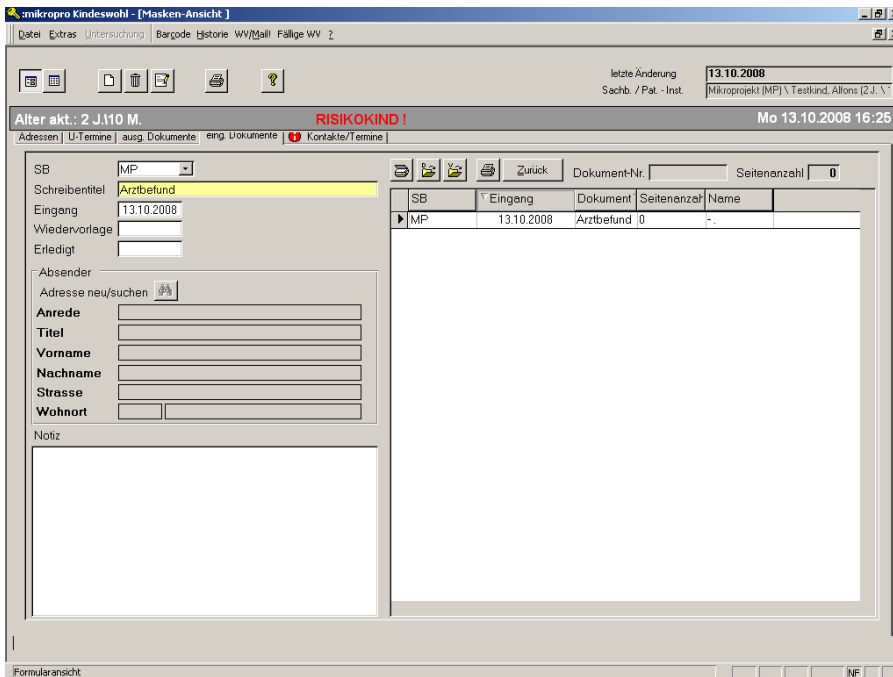 :mikropro Kindeswohl - [Masken-Ansicht ]
Datei Extras Untersuchung Barcode Historie WV/Mail! Fällige WV ?
letzte Änderung 13.10.2008
Sachb. / Pat. - Inst. Mikroprojekt (MP) \ Testkind, Alfons (2 J. \
Alter akt.: 2 J.\10 M. RISIKOKIND ! Mo 13.10.2008 16:25
Adressen | U-Termine | ausg. Dokumente eing. Dokumente | Kontakte/Termine |
SB MP
Schreibentitel Arztbefund
Eingang 13.10.2008
Wiedervorlage
Erledigt
Absender
Adresse neu/suchen
Anrede
Titel
Vorname
Nachname
Strasse
Wohnort
Notiz
Zurück Dokument-Nr. Seitenanzahl 0
SB Eingang Dokument Seitenanzah Name
MP 13.10.2008 Arztbefund 0 - .
Formularansicht NF